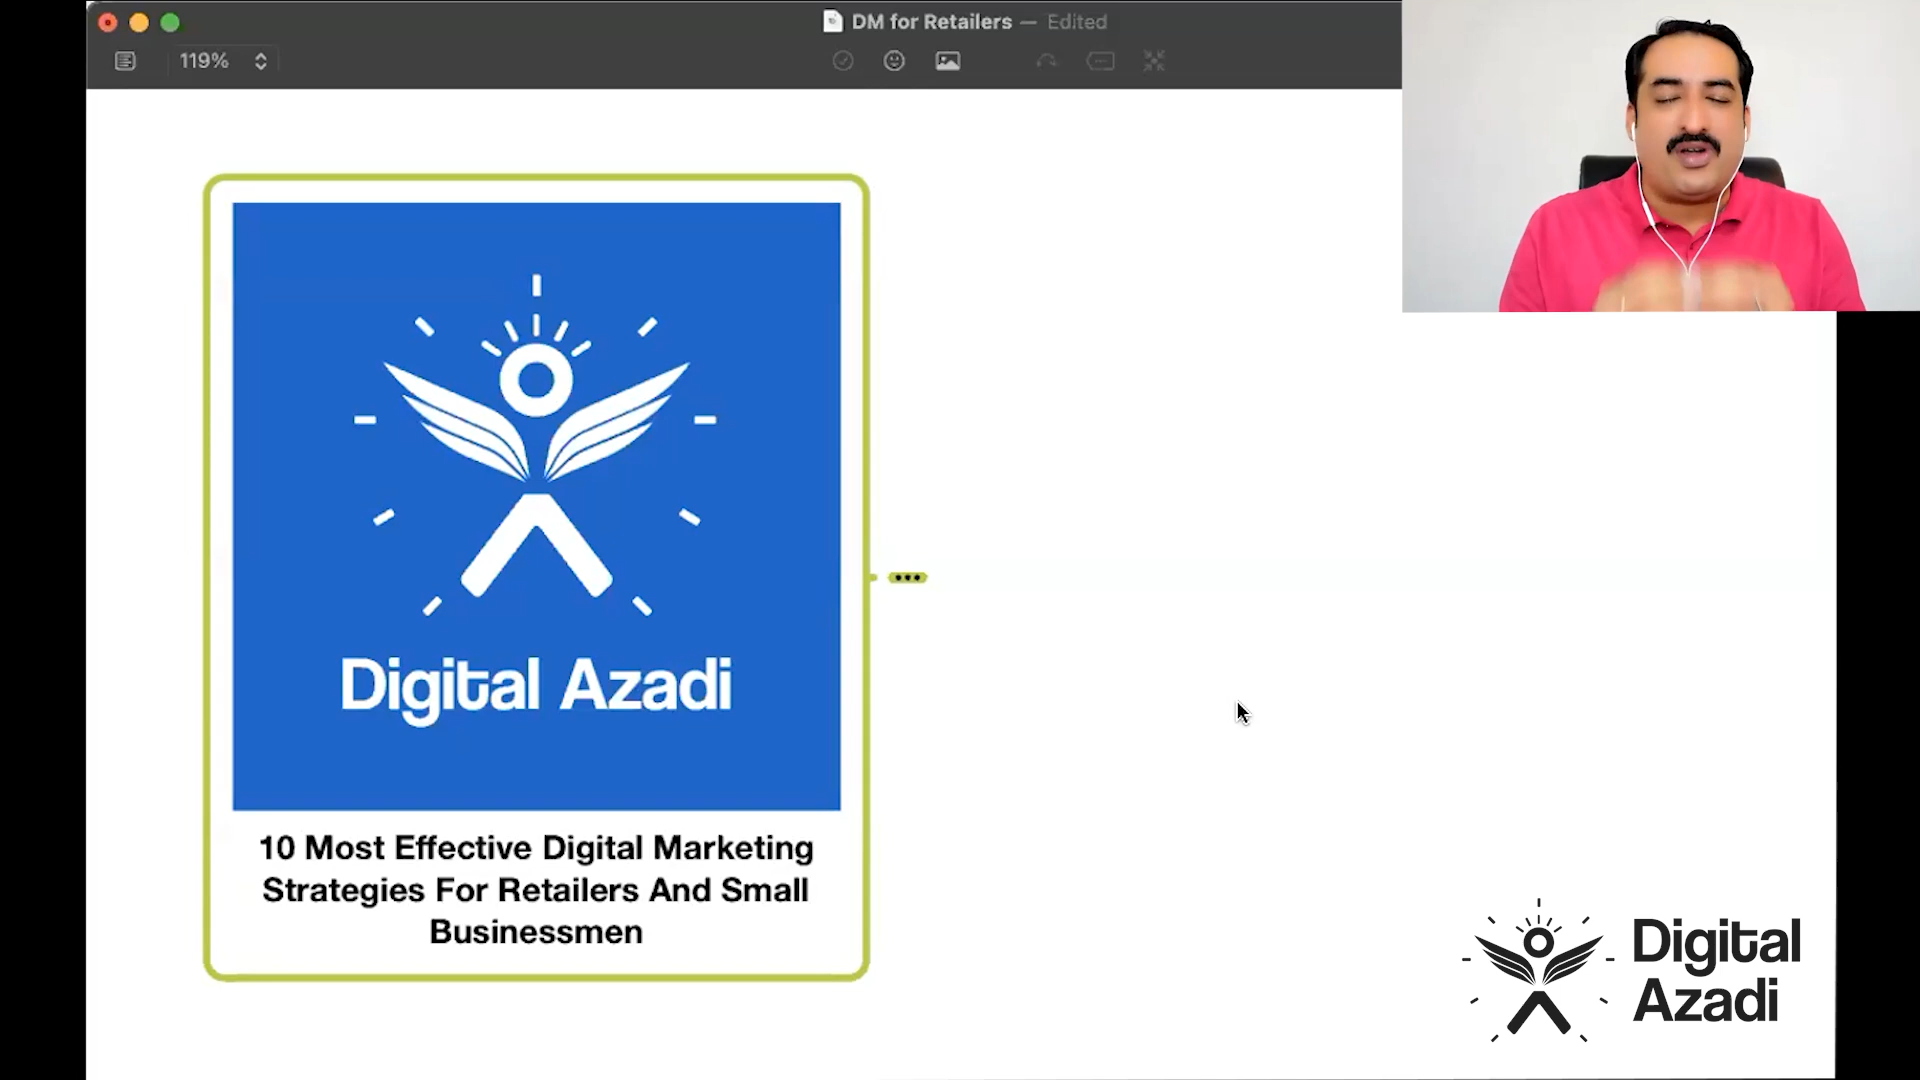 DM for Retailers — Edited
119%
Digital Azadi
10 Most Effective Digital Marketing
Strategies For Retailers And Small
Businessmen
Digital
Azadi